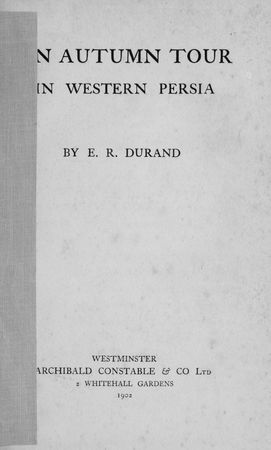 N AUTUMN TOUR
IN WESTERN PERSIA
BY E. R. DURAND
WESTMINSTER
ARCHIBALD CONSTABLE & CO LTD
2 WHITEHALL GARDENS
1902